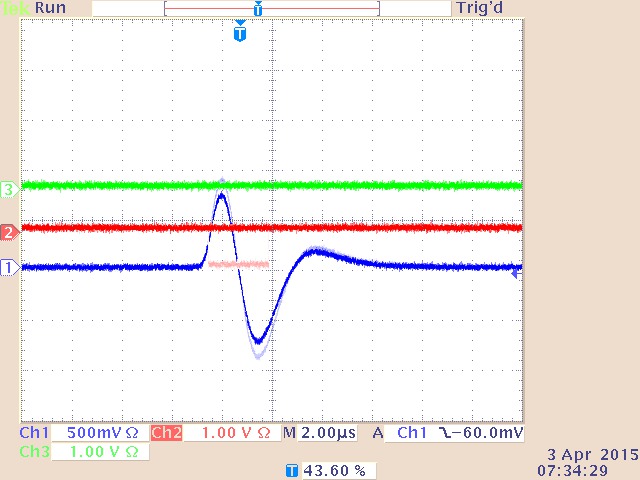 Tek Run Trig'd
T
T
3
2
1
Ch1 500mV Ω Ch2 1.00 V Ω M 2.00µs A Ch1 -60.0mV
Ch3 1.00 V Ω
T 43.60 %
3 Apr 2015
07:34:29